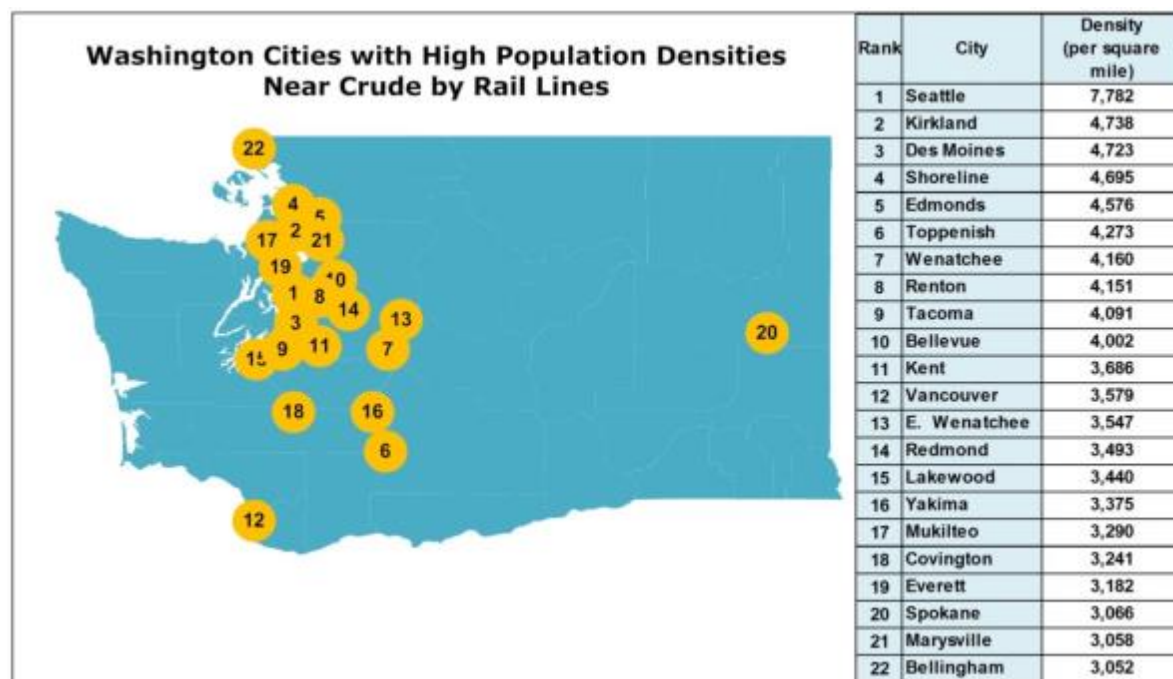 Washington Cities with High Population Densities
Near Crude by Rail Lines
22
4
5
2
17
21
19
10
1
8
14
13
3
20
9
11
7
15
18
16
6
12
Rank City Density (per square mile)
1 Seattle 7,782
2 Kirkland 4,738
3 Des Moines 4,723
4 Shoreline 4,695
5 Edmonds 4,576
6 Toppenish 4,273
7 Wenatchee 4,160
8 Renton 4,151
9 Tacoma 4,091
10 Bellevue 4,002
11 Kent 3,686
12 Vancouver 3,579
13 E. Wenatchee 3,547
14 Redmond 3,493
15 Lakewood 3,440
16 Yakima 3,375
17 Mukilteo 3,290
18 Covington 3,241
19 Everett 3,182
20 Spokane 3,066
21 Marysville 3,058
22 Bellingham 3,052